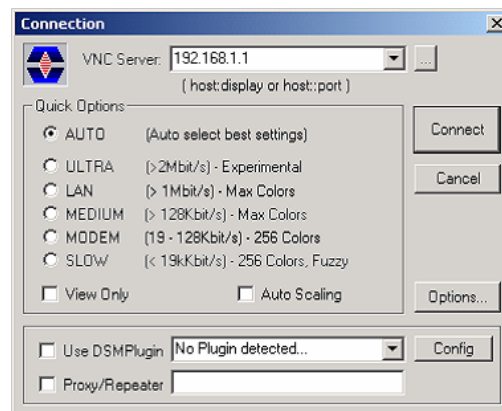 Connection
VNC Server: 192.168.1.1 ...
( host:display or host::port )
Quick Options
AUTO (Auto select best settings)
ULTRA (>2Mbit/s) - Experimental
LAN (> 1Mbit/s) - Max Colors
MEDIUM (> 128Kbit/s) - Max Colors
MODEM (19 - 128Kbit/s) - 256 Colors
SLOW (< 19kKbit/s) - 256 Colors, Fuzzy
View Only Auto Scaling
Connect
Cancel
Options...
Use DSMPlugin No Plugin detected... Config
Proxy/Repeater